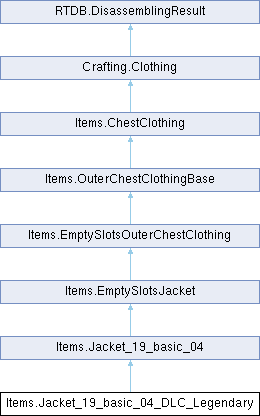 RTDB.DisassemblingResult
Crafting.Clothing
Items.ChestClothing
Items.OuterChestClothingBase
Items.EmptySlotsOuterChestClothing
Items.EmptySlotsJacket
Items.Jacket_19_basic_04
Items.Jacket_19_basic_04_DLC_Legendary